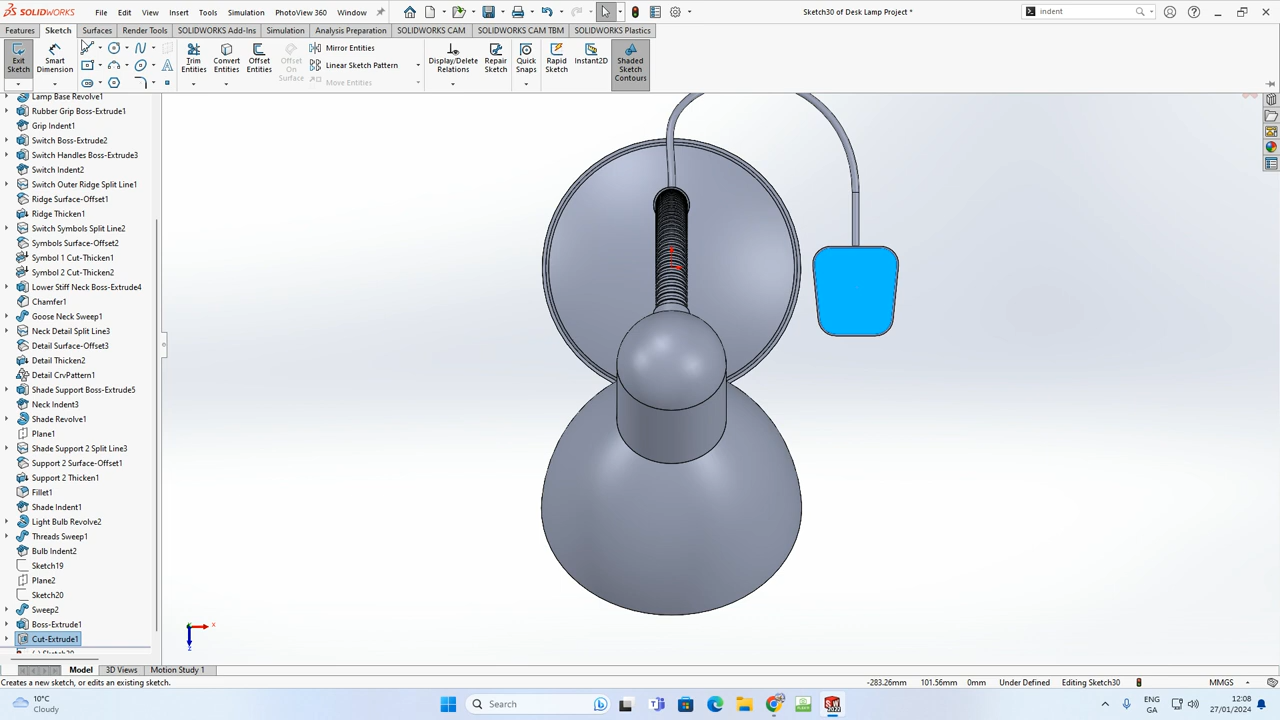 SOLIDWORKS File Edit View Insert Tools Simulation PhotoView 360 Window Sketch30 of Desk Lamp Project * indent
Features Sketch Surfaces Render Tools SOLIDWORKS Add-Ins Simulation Analysis Preparation SOLIDWORKS CAM SOLIDWORKS CAM TBM SOLIDWORKS Plastics
Exit Sketch Smart Dimension Trim Entities Convert Entities Offset Entities Offset On Surface Mirror Entities Linear Sketch Pattern Move Entities Display/Delete Relations Repair Sketch Quick Snaps Rapid Sketch Instant2D Shaded Sketch Contours
Lamp Base Revolve1
Rubber Grip Boss-Extrude1
Grip Indent1
Switch Boss-Extrude2
Switch Handles Boss-Extrude3
Switch Indent2
Switch Outer Ridge Split Line1
Ridge Surface-Offset1
Ridge Thicken1
Switch Symbols Split Line2
Symbols Surface-Offset2
Symbol 1 Cut-Thicken1
Symbol 2 Cut-Thicken2
Lower Stiff Neck Boss-Extrude4
Chamfer1
Goose Neck Sweep1
Neck Detail Split Line3
Detail Surface-Offset3
Detail Thicken2
Detail CrvPattern1
Shade Support Boss-Extrude5
Neck Indent3
Shade Revolve1
Plane1
Shade Support 2 Split Line3
Support 2 Surface-Offset1
Support 2 Thicken1
Fillet1
Shade Indent1
Light Bulb Revolve2
Threads Sweep1
Bulb Indent2
Sketch19
Plane2
Sketch20
Sweep2
Boss-Extrude1
Cut-Extrude1
x
z
Model 3D Views Motion Study 1
Creates a new sketch, or edits an existing sketch. -283.26mm 101.56mm 0mm Under Defined Editing Sketch30 MMGS
10°C
Cloudy
Search
ENG
GA
12:08
27/01/2024